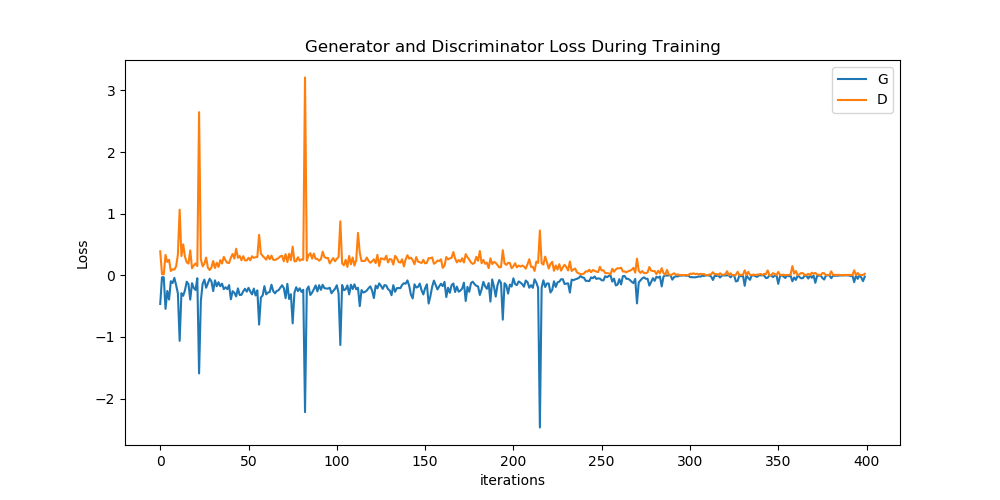 Generator and Discriminator Loss During Training
G
D
Loss
3
2
1
0
−1
−2
0 50 100 150 200 250 300 350 400
iterations